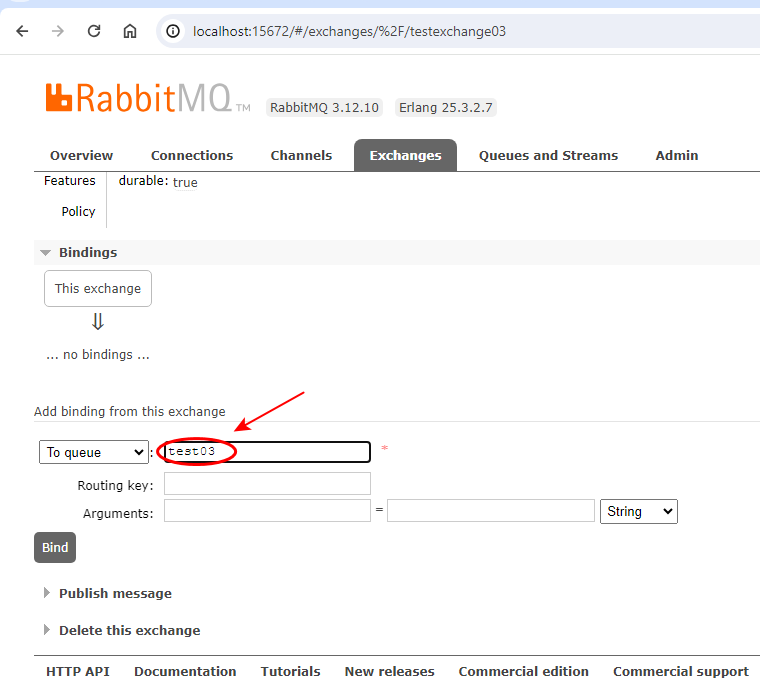 localhost:15672/#/exchanges/%2F/testexchange03
RabbitMQ TM RabbitMQ 3.12.10 Erlang 25.3.2.7
Overview Connections Channels Exchanges Queues and Streams Admin
Features durable: true
Policy
Bindings
This exchange
⇓
... no bindings ...
Add binding from this exchange
To queue : test03 *
Routing key:
Arguments: = String
Bind
Publish message
Delete this exchange
HTTP API Documentation Tutorials New releases Commercial edition Commercial support